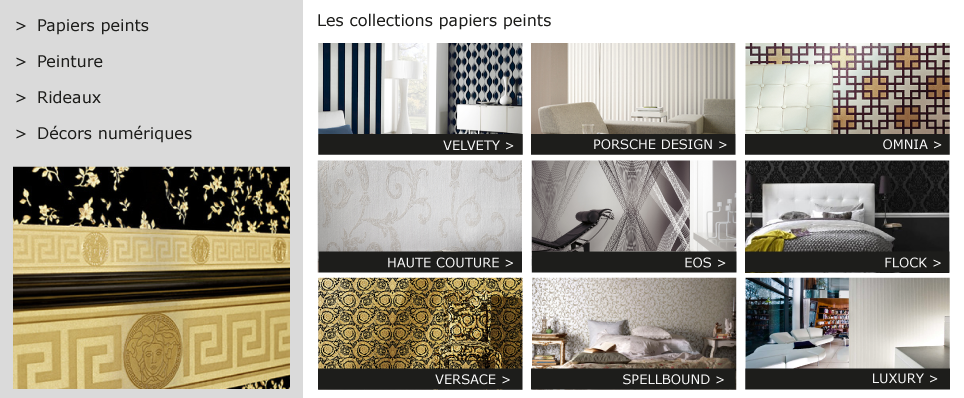 > Papiers peints
> Peinture
> Rideaux
> Décors numériques
Les collections papiers peints
VELVETY >
PORSCHE DESIGN >
OMNIA >
HAUTE COUTURE >
EOS >
FLOCK >
VERSACE >
SPELLBOUND >
LUXURY >